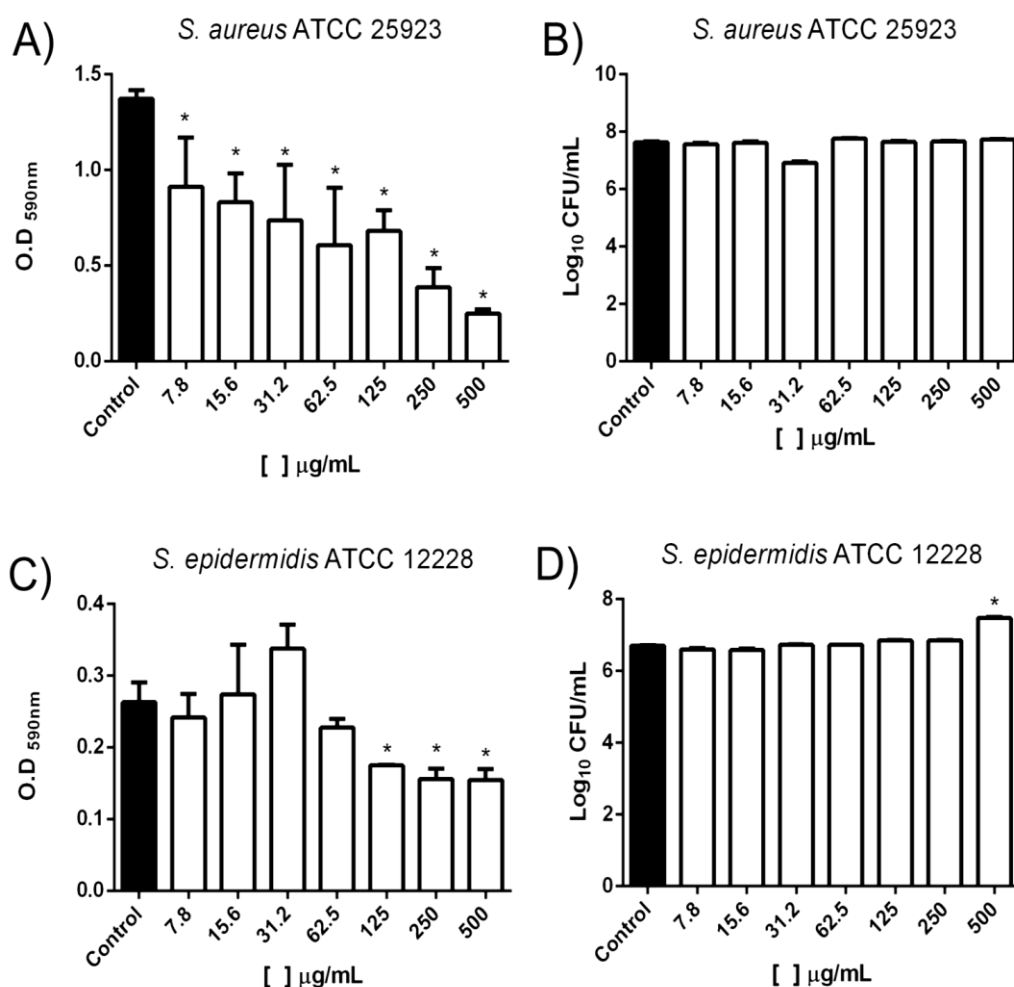 A)
S. aureus ATCC 25923
O.D 590nm
1.5
1.0
0.5
0.0
* * * * * * *
Control 7.8 15.6 31.2 62.5 125 250 500
[ ] μg/mL
B)
S. aureus ATCC 25923
Log10 CFU/mL
10
8
6
4
2
0
Control 7.8 15.6 31.2 62.5 125 250 500
[ ] μg/mL
C)
S. epidermidis ATCC 12228
O.D 590nm
0.4
0.3
0.2
0.1
0.0
* * *
Control 7.8 15.6 31.2 62.5 125 250 500
[ ] μg/mL
D)
S. epidermidis ATCC 12228
Log10 CFU/mL
8
6
4
2
0
*
Control 7.8 15.6 31.2 62.5 125 250 500
[ ] μg/mL